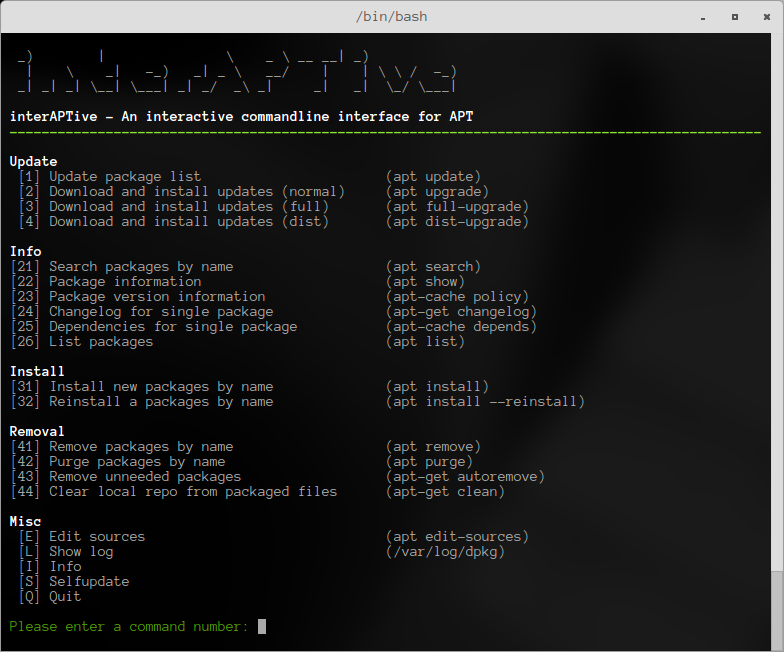 /bin/bash
interAPTive
interAPTive - An interactive commandline interface for APT
Update
[1] Update package list (apt update)
[2] Download and install updates (normal) (apt upgrade)
[3] Download and install updates (full) (apt full-upgrade)
[4] Download and install updates (dist) (apt dist-upgrade)
Info
[21] Search packages by name (apt search)
[22] Package information (apt show)
[23] Package version information (apt-cache policy)
[24] Changelog for single package (apt-get changelog)
[25] Dependencies for single package (apt-cache depends)
[26] List packages (apt list)
Install
[31] Install new packages by name (apt install)
[32] Reinstall a packages by name (apt install --reinstall)
Removal
[41] Remove packages by name (apt remove)
[42] Purge packages by name (apt purge)
[43] Remove unneeded packages (apt-get autoremove)
[44] Clear local repo from packaged files (apt-get clean)
Misc
[E] Edit sources (apt edit-sources)
[L] Show log (/var/log/dpkg)
[I] Info
[S] Selfupdate
[Q] Quit
Please enter a command number: